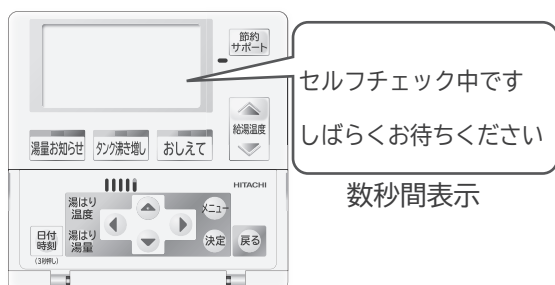 節約
サポート
セルフチェック中です
しばらくお待ちください
数秒間表示
給湯温度
湯量お知らせ
タンク沸き増し
おしえて
HITACHI
湯はり
温度
メニュー
日付
時刻
(3秒押し)
湯はり
湯量
決定
戻る